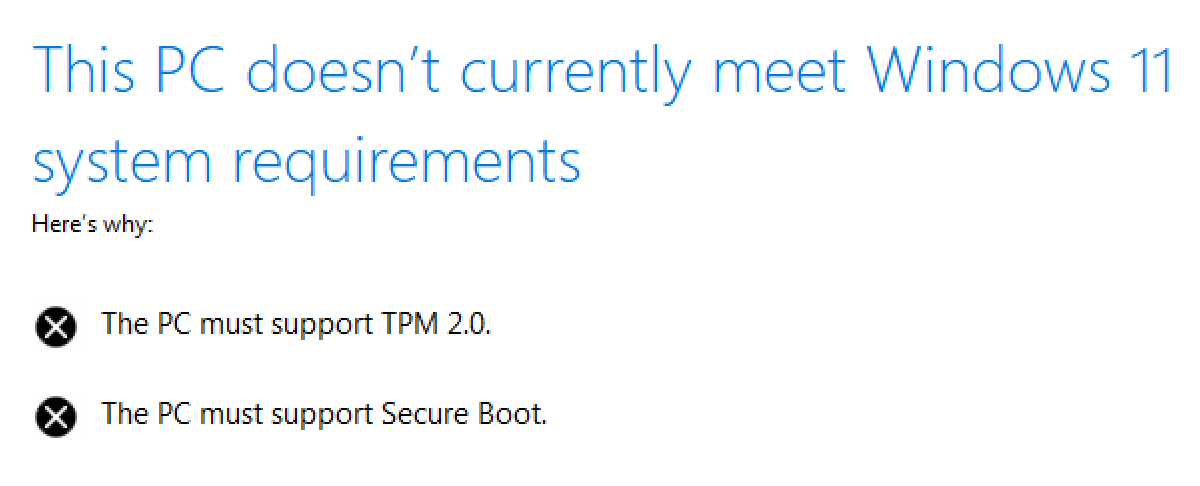 This PC doesn’t currently meet Windows 11
system requirements
Here’s why:
The PC must support TPM 2.0.
The PC must support Secure Boot.